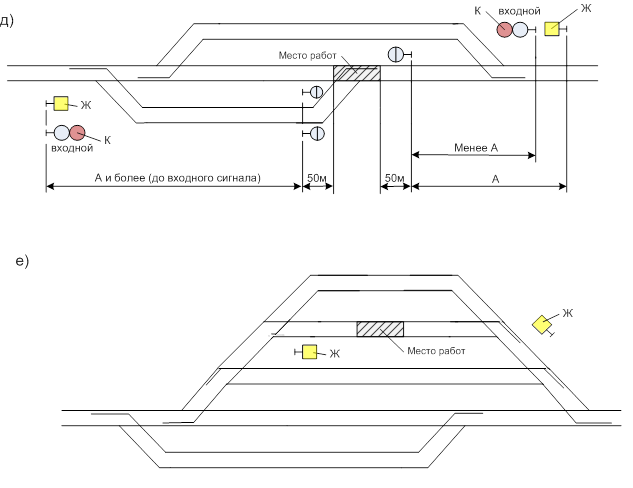 д)
К
входной
Ж
Место работ
Ж
К
входной
Менее А
А и более (до входного сигнала)
50м
50м
А
е)
Ж
Ж
Место работ